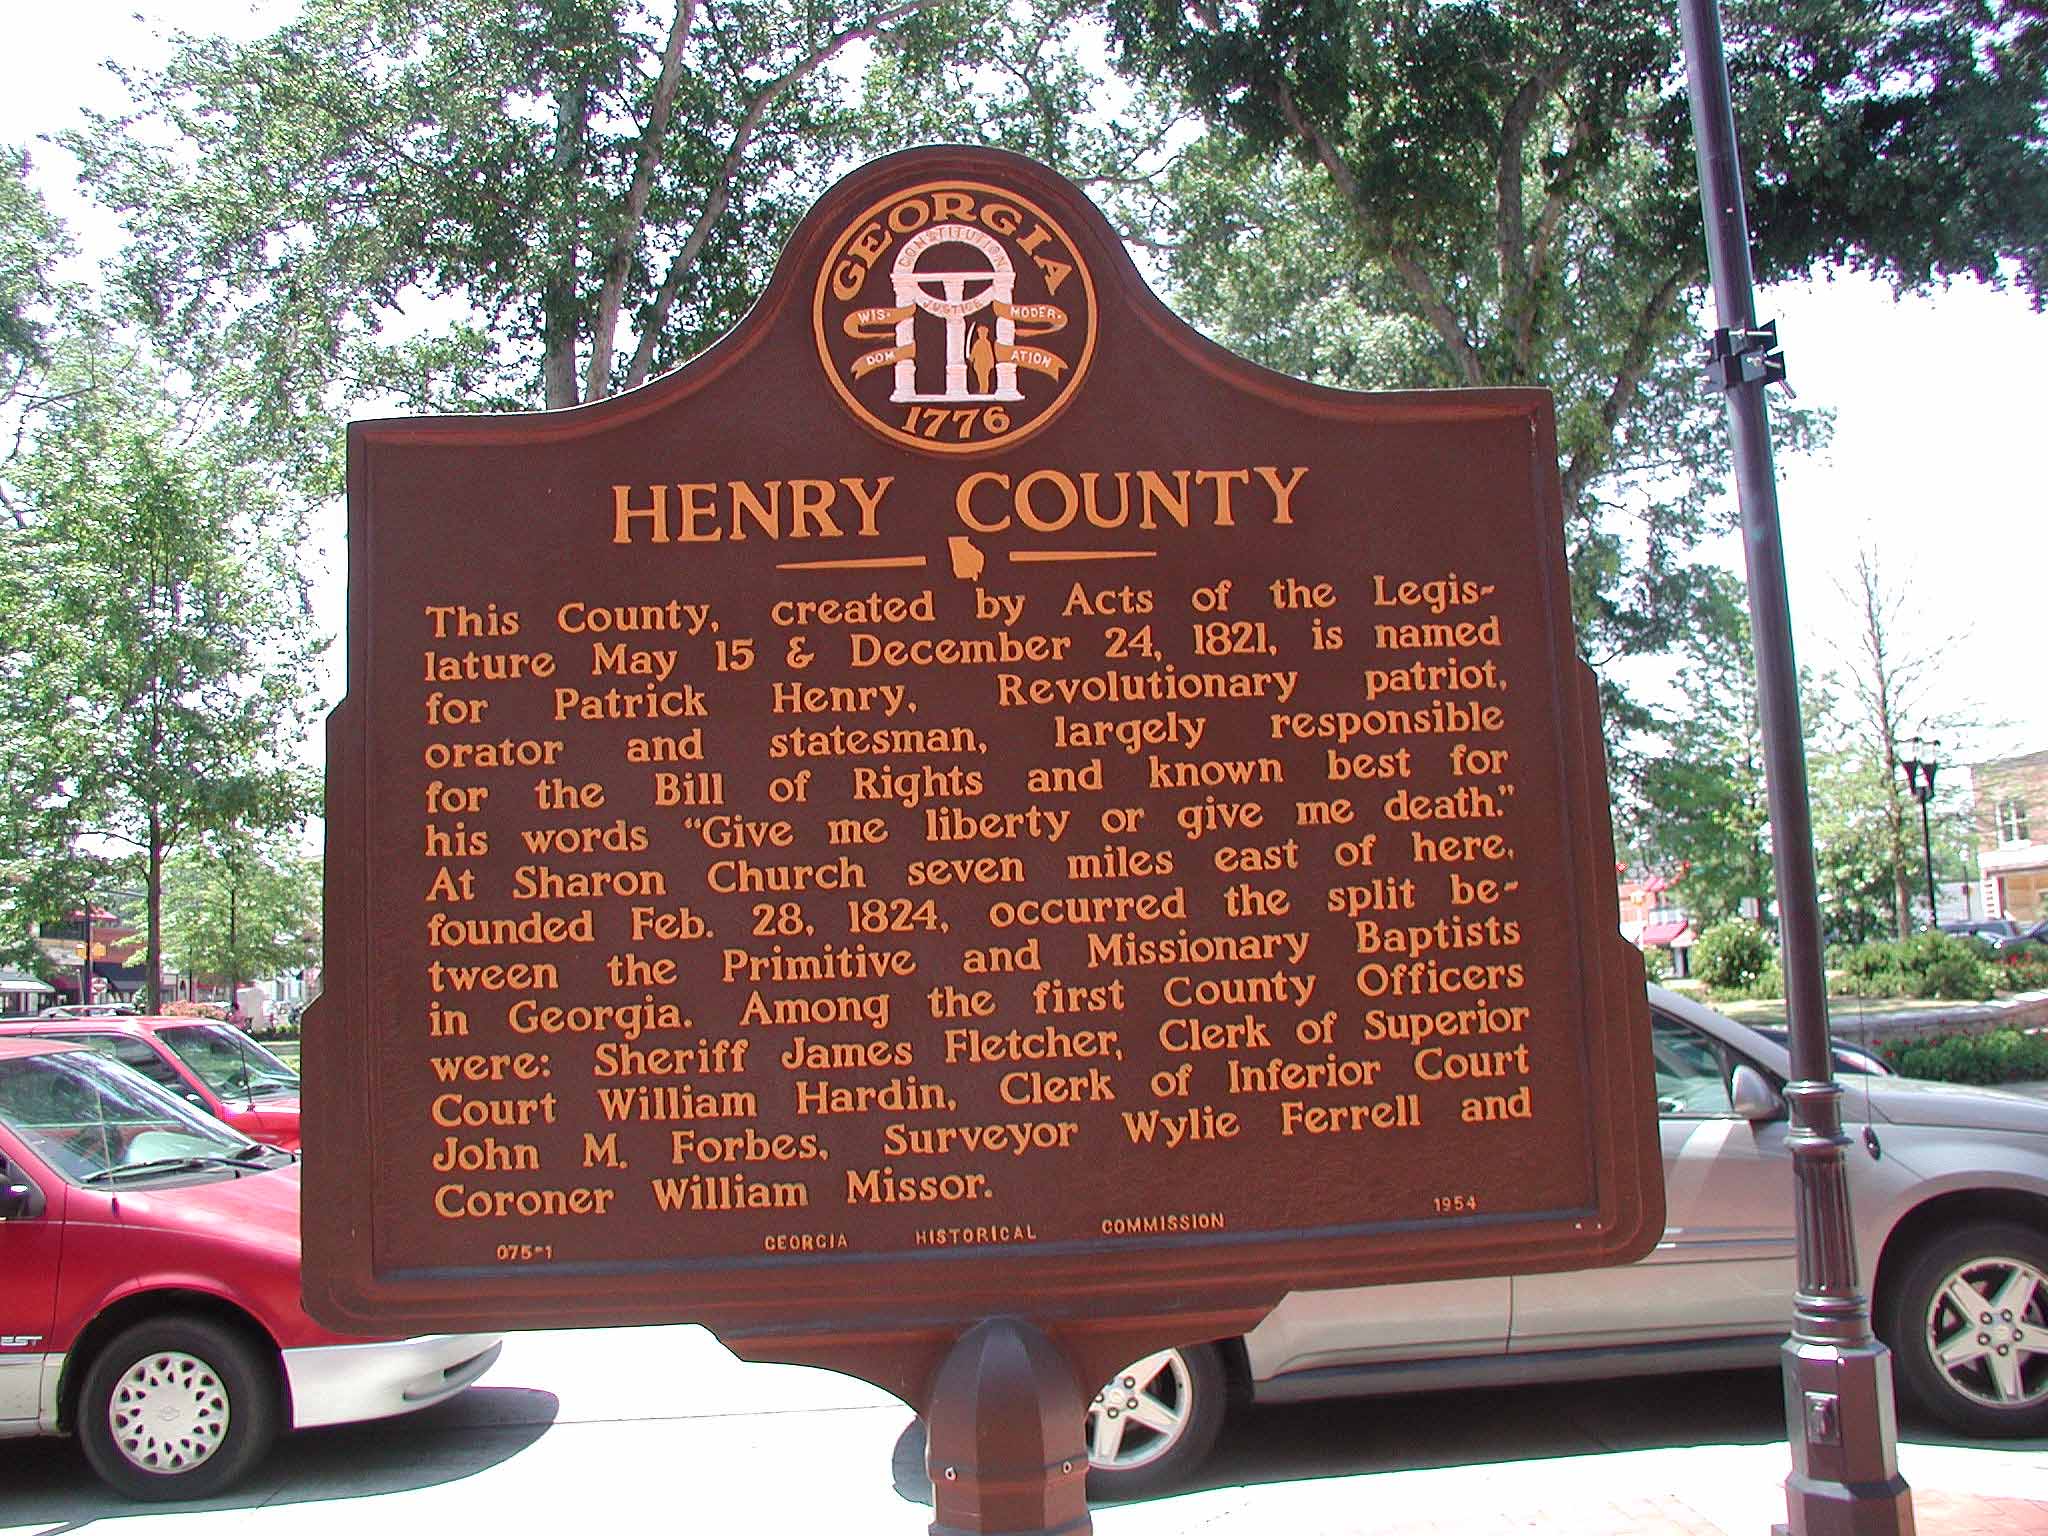 GEORGIA
CONSTITUTION
JUSTICE
WIS-
DOM
MODER-
ATION
1776
HENRY COUNTY
This County, created by Acts of the Legis-
lature May 15 & December 24, 1821, is named
for Patrick Henry, Revolutionary patriot,
orator and statesman, largely responsible
for the Bill of Rights and known best for
his words "Give me liberty or give me death."
At Sharon Church seven miles east of here,
founded Feb. 28, 1824, occurred the split be-
tween the Primitive and Missionary Baptists
in Georgia. Among the first County Officers
were: Sheriff James Fletcher, Clerk of Superior
Court William Hardin, Clerk of Inferior Court
John M. Forbes, Surveyor Wylie Ferrell and
Coroner William Missor.
075-1 GEORGIA HISTORICAL COMMISSION 1954
EST